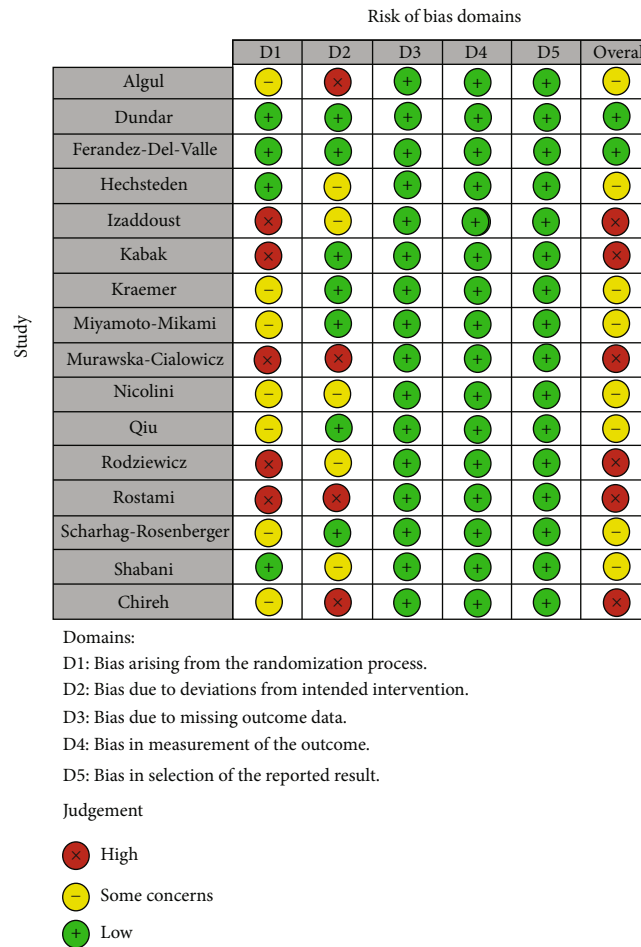 Risk of bias domains
D1 D2 D3 D4 D5 Overal
Study
Algul − × + + + −
Dundar + + + + + +
Ferandez-Del-Valle + + + + + +
Hechsteden + − + + + −
Izaddoust × − + + + ×
Kabak × + + + + ×
Kraemer − + + + + −
Miyamoto-Mikami − + + + + −
Murawska-Cialowicz × × + + + ×
Nicolini − − + + + −
Qiu − + + + + −
Rodziewicz × − + + + ×
Rostami × × + + + ×
Scharhag-Rosenberger − + + + + −
Shabani + − + + + −
Chireh − × + + + ×
Domains:
D1: Bias arising from the randomization process.
D2: Bias due to deviations from intended intervention.
D3: Bias due to missing outcome data.
D4: Bias in measurement of the outcome.
D5: Bias in selection of the reported result.
Judgement
× High
− Some concerns
+ Low